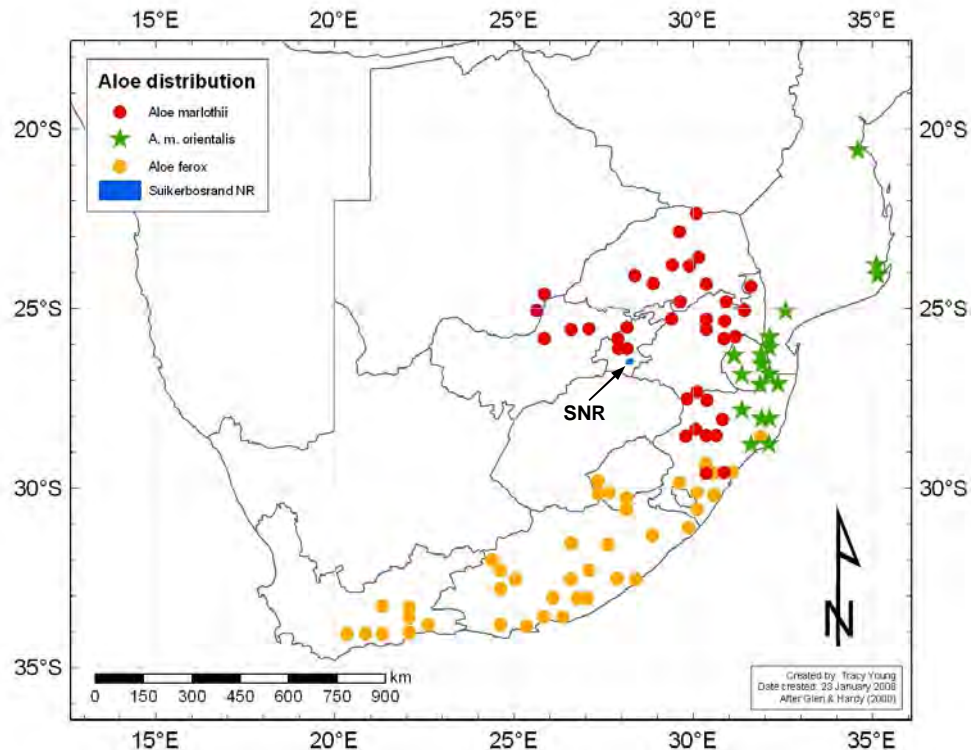 15°E 20°E 25°E 30°E 35°E
Aloe distribution
Aloe marlothii
A. m. orientalis
Aloe ferox
Suikerbosrand NR
20°S 20°S
25°S 25°S
SNR
30°S 30°S
N
35°S 35°S
km
0 150 300 450 600 750 900
Created by: Tracy Young
Date created: 23 January 2008
After Glen & Hardy (2000)
15°E 20°E 25°E 30°E 35°E